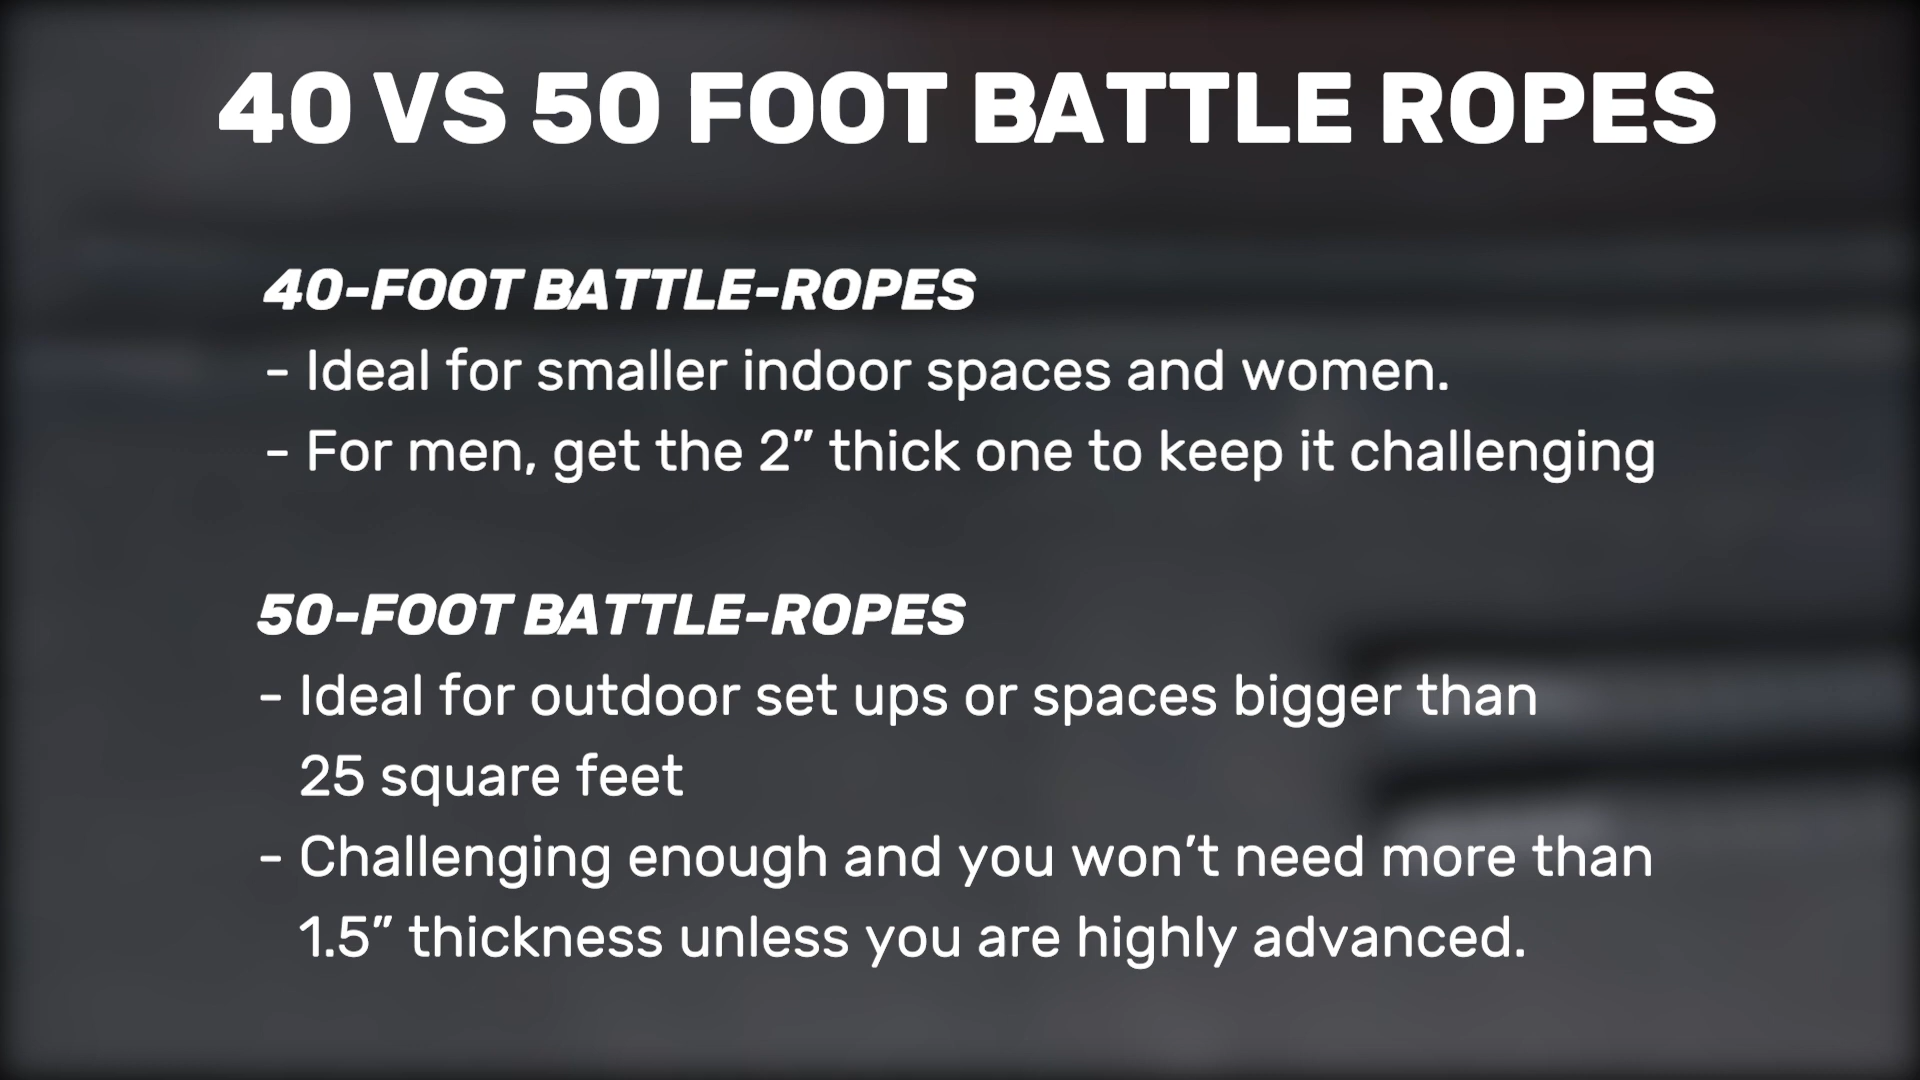 40 VS 50 FOOT BATTLE ROPES
40-FOOT BATTLE-ROPES
- Ideal for smaller indoor spaces and women.
- For men, get the 2” thick one to keep it challenging
50-FOOT BATTLE-ROPES
- Ideal for outdoor set ups or spaces bigger than
25 square feet
- Challenging enough and you won’t need more than
1.5” thickness unless you are highly advanced.